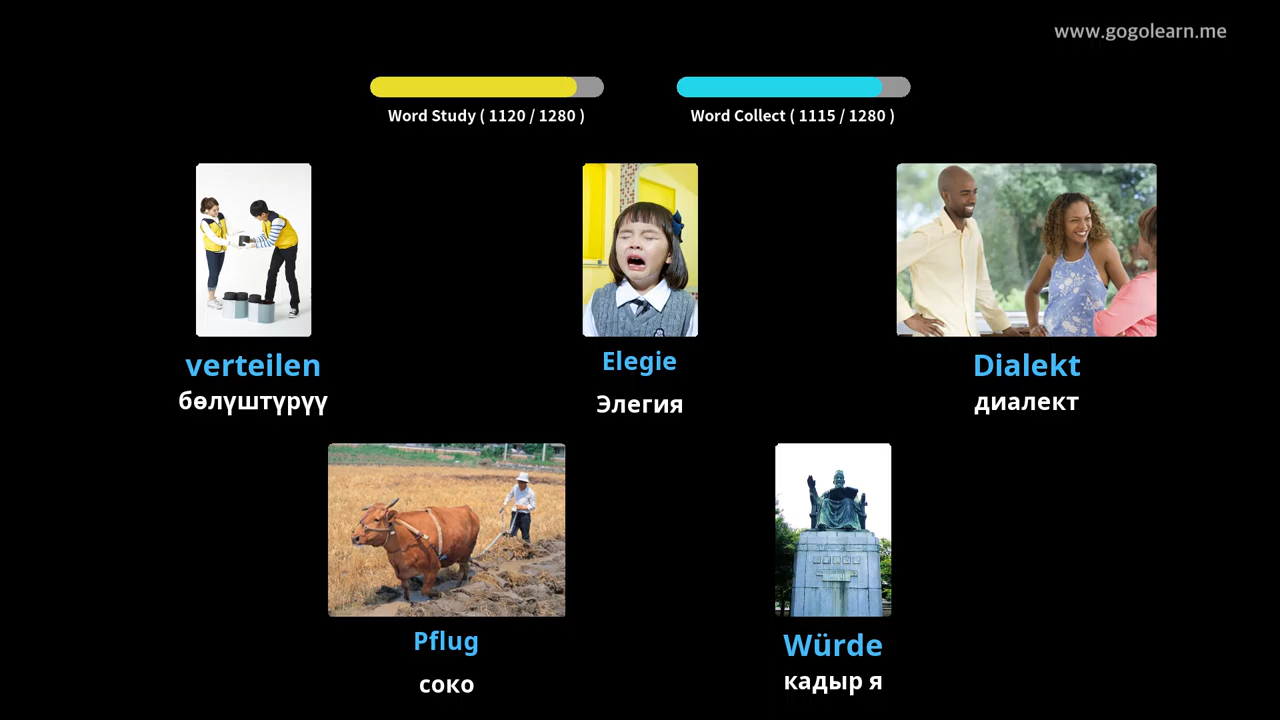 www.gogolearn.me
Word Study ( 1120 / 1280 )
Word Collect ( 1115 / 1280 )
verteilen
бөлүштүрүү
Elegie
Элегия
Dialekt
диалект
Pflug
соко
Würde
кадыр я